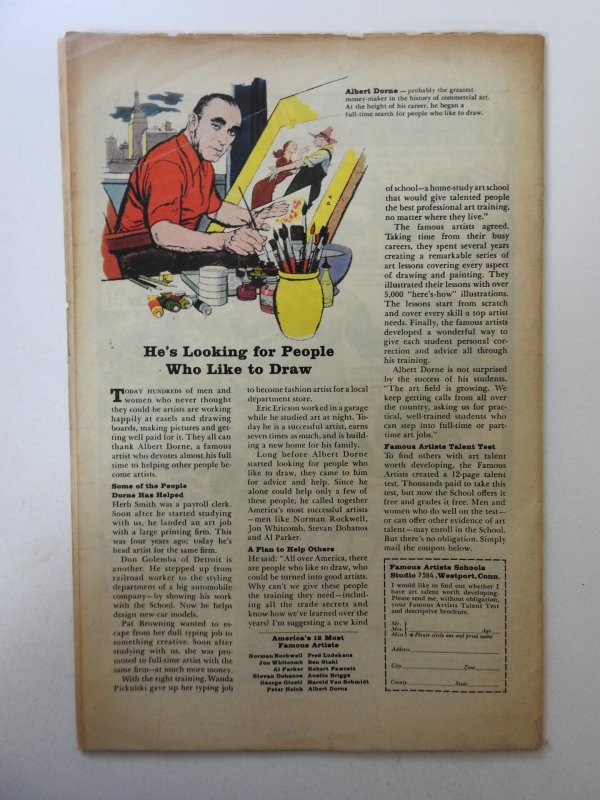 Albert Dorne — probably the greatest
money-maker in the history of commercial art.
At the height of his career, he began a
full-time search for people who like to draw.
He's Looking for People
Who Like to Draw
TODAY HUNDREDS of men and
women who never thought
they could be artists are working
happily at easels and drawing
boards, making pictures and get-
ting well paid for it. They all can
thank Albert Dorne, a famous
artist who devotes almost his full
time to helping other people be-
come artists.
Some of the People
Dorne Has Helped
Herb Smith was a payroll clerk.
Soon after he started studying
with us, he landed an art job
with a large printing firm. This
was four years ago; today he's
head artist for the same firm.
Don Golemba of Detroit is
another. He stepped up from
railroad worker to the styling
department of a big automobile
company—by showing his work
with the School. Now he helps
design new-car models.
Pat Browning wanted to es-
cape from her dull typing job to
something creative. Soon after
studying with us, she was pro-
moted to full-time artist with the
same firm—at much more money.
With the right training, Wanda
Pickulski gave up her typing job
to become fashion artist for a local
department store.
Eric Ericson worked in a garage
while he studied art at night. To-
day he is a successful artist, earns
seven times as much, and is build-
ing a new home for his family.
Long before Albert Dorne
started looking for people who
like to draw, they came to him
for advice and help. Since he
alone could help only a few of
these people, he called together
America's most successful artists
—men like Norman Rockwell,
Jon Whitcomb, Stevan Dohanos
and Al Parker.
A Plan to Help Others
He said: "All over America, there
are people who like to draw, who
could be turned into good artists.
Why can't we give these people
the training they need—includ-
ing all the trade secrets and
know-how we've learned over the
years? I'm suggesting a new kind
America's 12 Most
Famous Artists
Norman Rockwell Fred Ludekens
Jon Whitcomb Ben Stahl
Al Parker Robert Fawcett
Stevan Dohanos Austin Briggs
George Giusti Harold Von Schmidt
Peter Helck Albert Dorne
of school—a home-study art school
that would give talented people
the best professional art training,
no matter where they live."
The famous artists agreed.
Taking time from their busy
careers, they spent several years
creating a remarkable series of
art lessons covering every aspect
of drawing and painting. They
illustrated their lessons with over
5,000 "here's-how" illustrations.
The lessons start from scratch
and cover every skill a top artist
needs. Finally, the famous artists
developed a wonderful way to
give each student personal cor-
rection and advice all through
his training.
Albert Dorne is not surprised
by the success of his students.
"The art field is growing. We
keep getting calls from all over
the country, asking us for prac-
tical, well-trained students who
can step into full-time or part-
time art jobs."
Famous Artists Talent Test
To find others with art talent
worth developing, the Famous
Artists created a 12-page talent
test. Thousands paid to take this
test, but now the School offers it
free and grades it free. Men and
women who do well on the test—
or can offer other evidence of art
talent—may enroll in the School.
But there's no obligation. Simply
mail the coupon below.
Famous Artists Schools
Studio 7584, Westport, Conn.
I would like to find out whether I
have art talent worth developing.
Please send me, without obligation,
your Famous Artists Talent Test
and descriptive brochure.
Mr.
Mrs. Age
Miss Please circle one and print name
Address
City Zone
County State